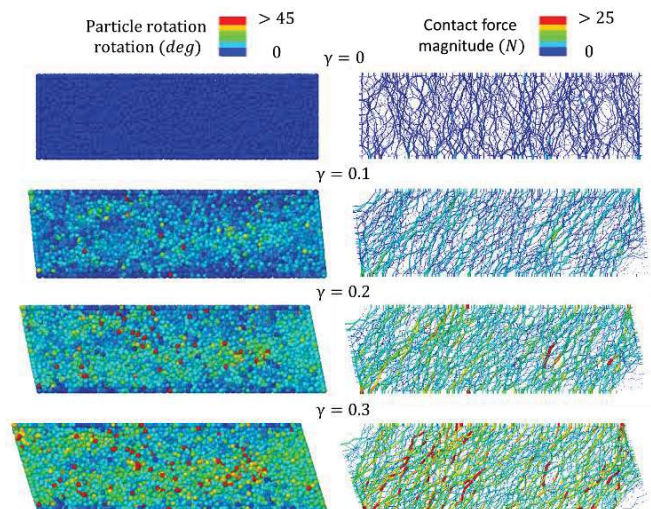 Particle rotation
rotation (deg)
> 45
0
Contact force
magnitude (N)
> 25
0
γ = 0
γ = 0.1
γ = 0.2
γ = 0.3